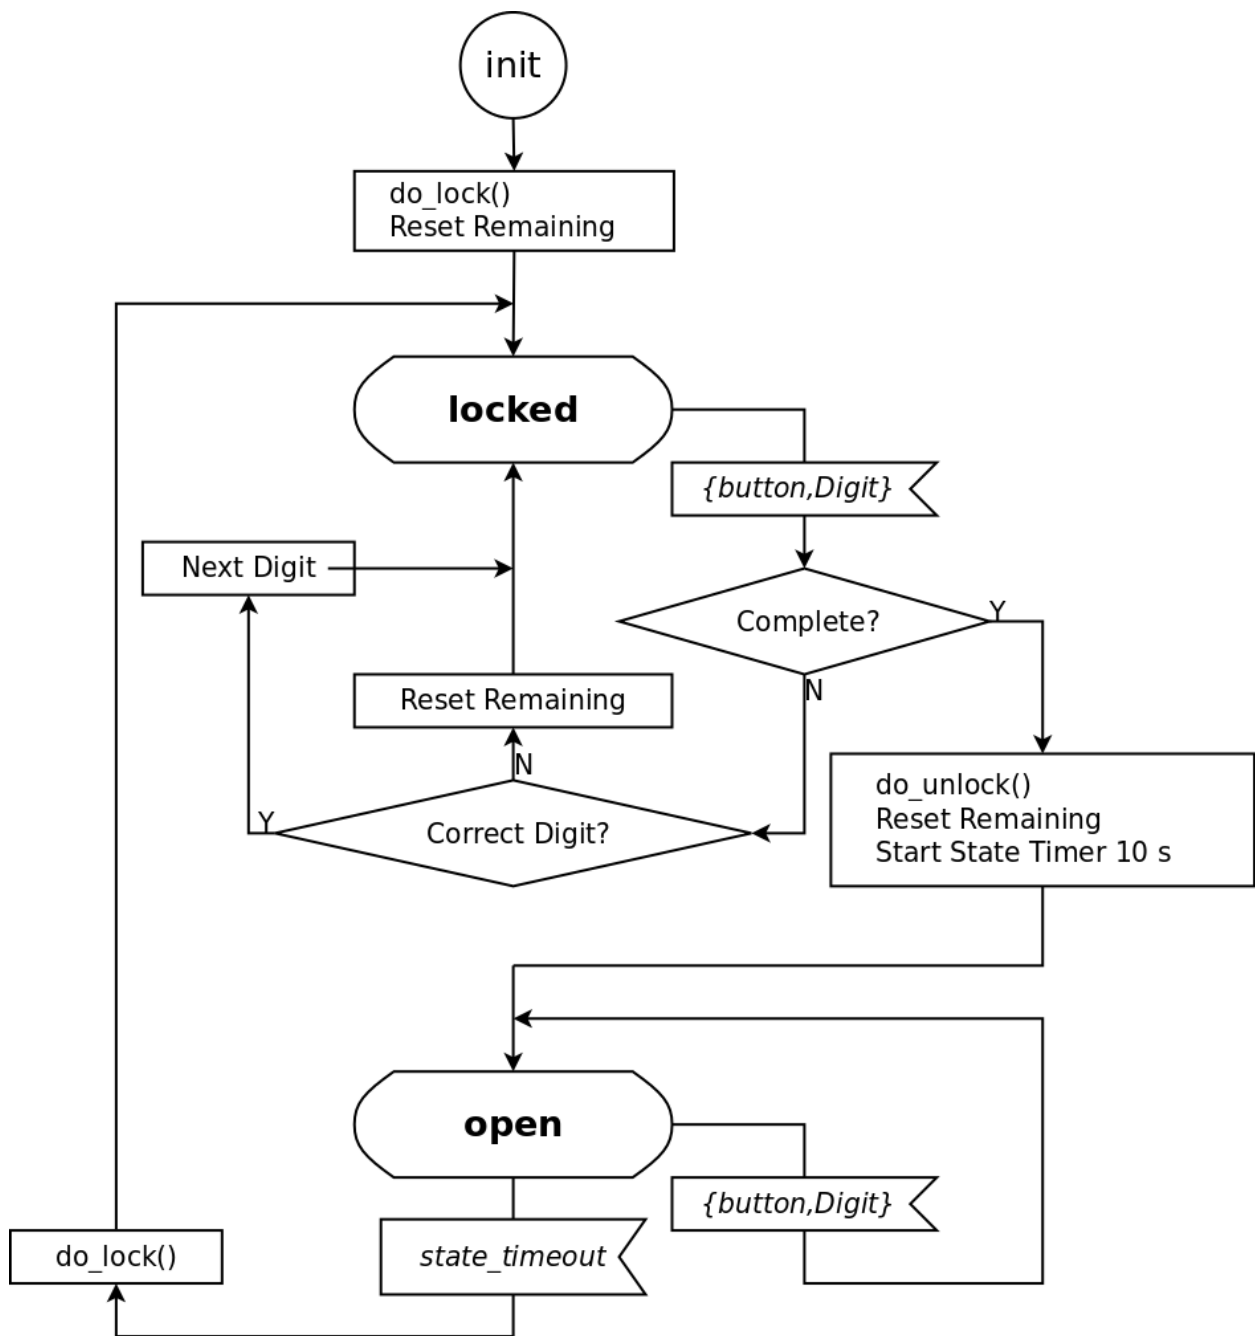 init
do_lock()
Reset Remaining
locked
{button,Digit}
Next Digit
Complete?
Y
N
Reset Remaining
N
Y
Correct Digit?
do_unlock()
Reset Remaining
Start State Timer 10 s
open
{button,Digit}
state_timeout
do_lock()